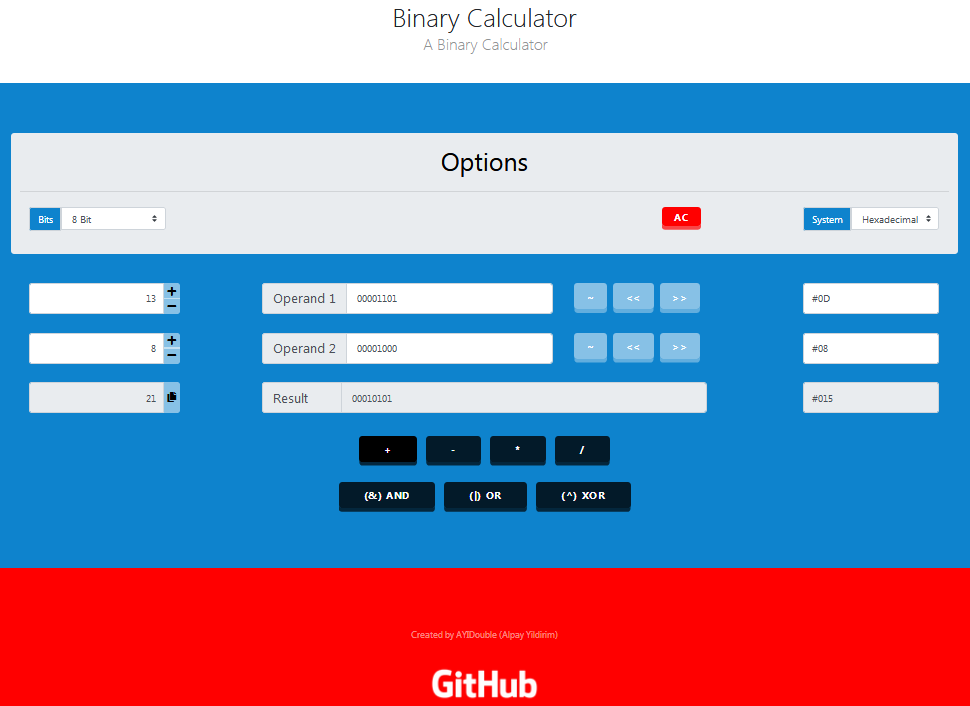 Binary Calculator
A Binary Calculator
Options
Bits 8 Bit AC System Hexadecimal
13 + − Operand 1 00001101 ~ << >> #0D
8 + − Operand 2 00001000 ~ << >> #08
21 Result 00010101 #015
+ - * /
(&) AND (|) OR (^) XOR
Created by AYIDouble (Alpay Yildirim)
GitHub